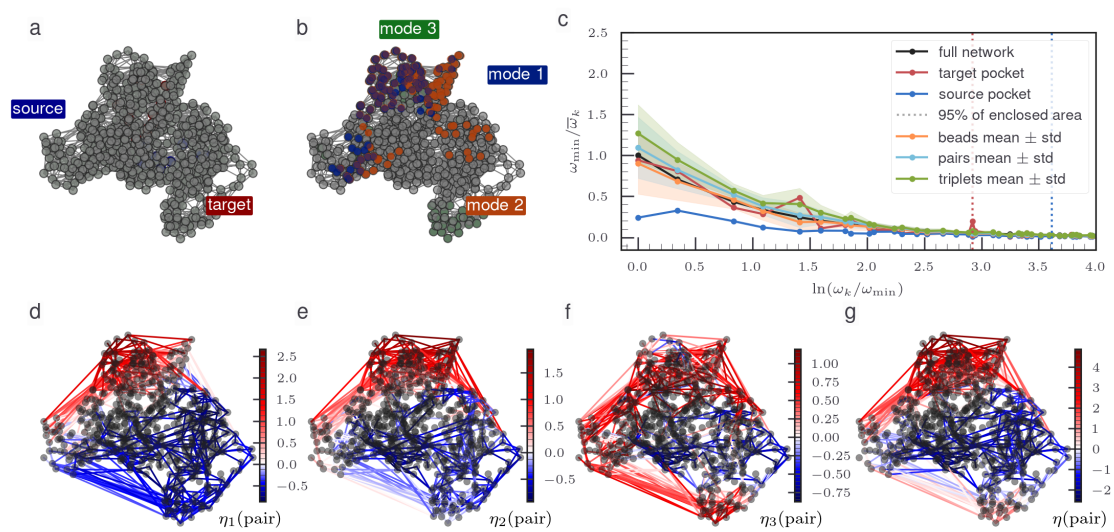 a
source
target
b
mode 3
mode 1
mode 2
c
2.5
2.0
1.5
1.0
0.5
0.0
ω_min/ω̅_k
full network
target pocket
source pocket
95% of enclosed area
beads mean ± std
pairs mean ± std
triplets mean ± std
0.0 0.5 1.0 1.5 2.0 2.5 3.0 3.5 4.0
ln(ω_k/ω_min)
d
2.5
2.0
1.5
1.0
0.5
0.0
−0.5
η₁(pair)
e
1.5
1.0
0.5
0.0
−0.5
η₂(pair)
f
1.00
0.75
0.50
0.25
0.00
−0.25
−0.50
−0.75
η₃(pair)
g
4
3
2
1
0
−1
−2
η(pair)